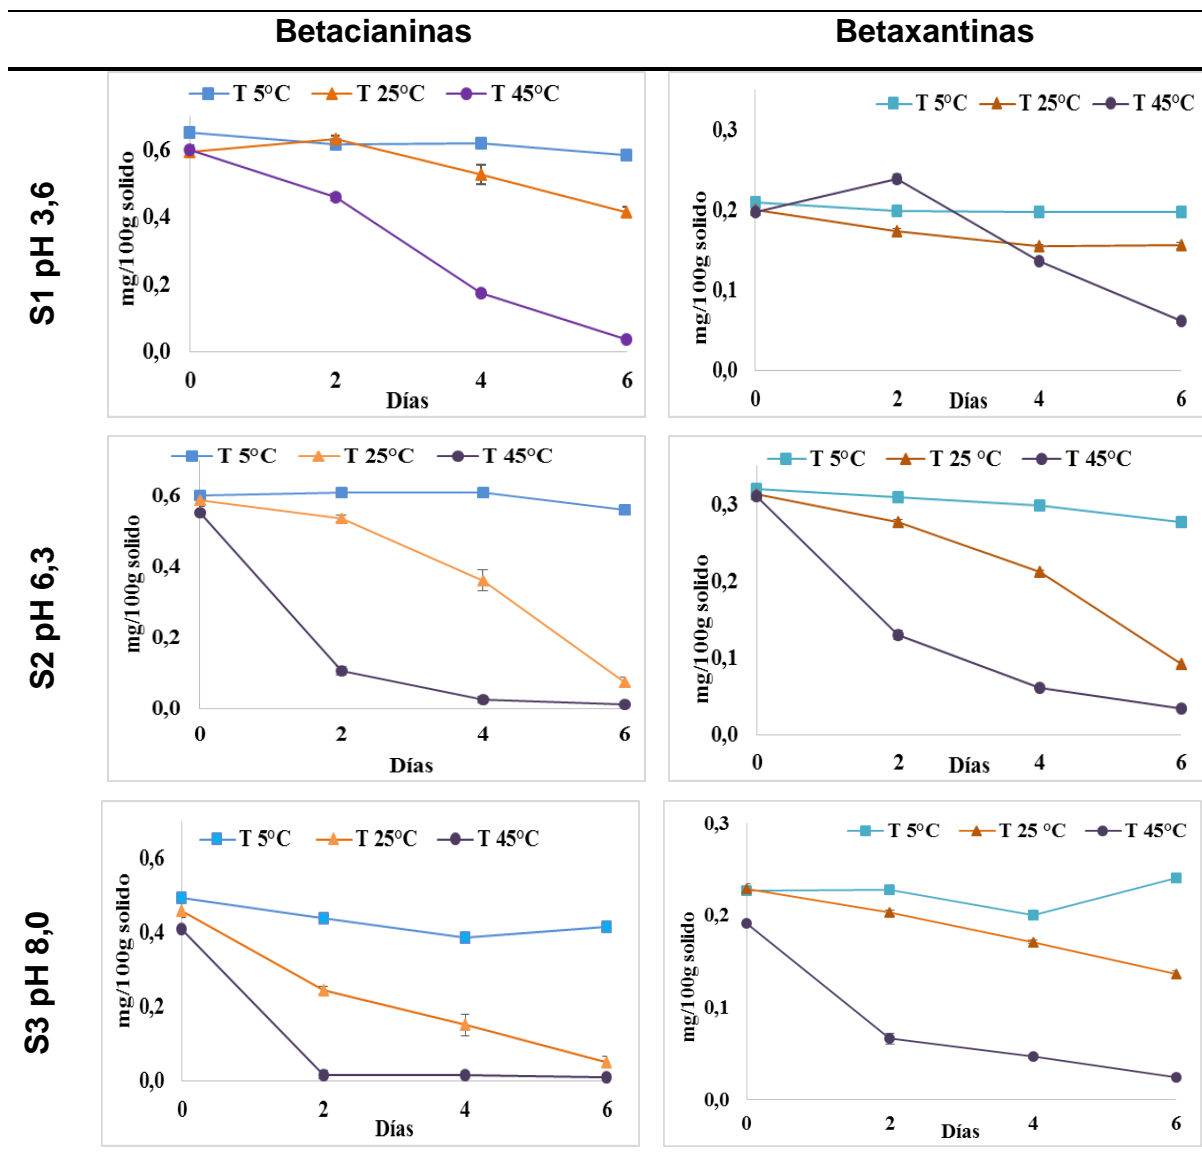 Betacianinas Betaxantinas
S1 pH 3,6
T 5°C T 25°C T 45°C
mg/100g solido
0,6
0,4
0,2
0,0
0 2 4 6
Días
T 5°C T 25°C T 45°C
mg/100g solido
0,3
0,2
0,1
0,0
0 2 4 6
Días
S2 pH 6,3
T 5°C T 25°C T 45°C
mg/100g solido
0,6
0,4
0,2
0,0
0 2 4 6
Días
T 5°C T 25 °C T 45°C
mg/100g solido
0,3
0,2
0,1
0,0
0 2 4 6
Días
S3 pH 8,0
T 5°C T 25°C T 45°C
mg/100g solido
0,6
0,4
0,2
0,0
0 2 4 6
Días
T 5°C T 25 °C T 45°C
mg/100g solido
0,3
0,2
0,1
0,0
0 2 4 6
Días